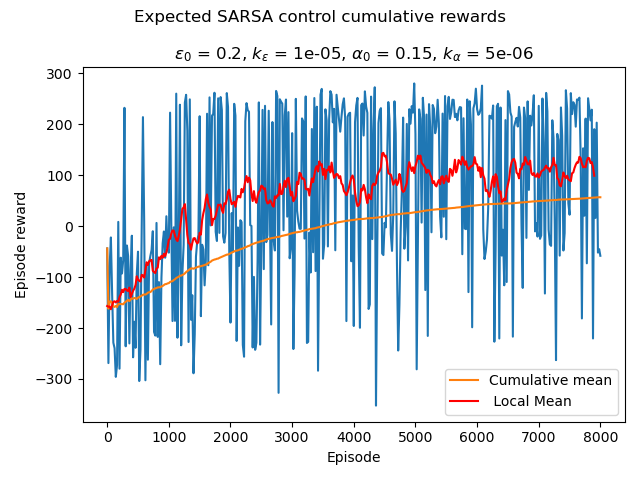 Expected SARSA control cumulative rewards
ε₀ = 0.2, kε = 1e-05, α₀ = 0.15, kα = 5e-06
Episode reward
300
200
100
0
−100
−200
−300
0 1000 2000 3000 4000 5000 6000 7000 8000
Episode
Cumulative mean
Local Mean